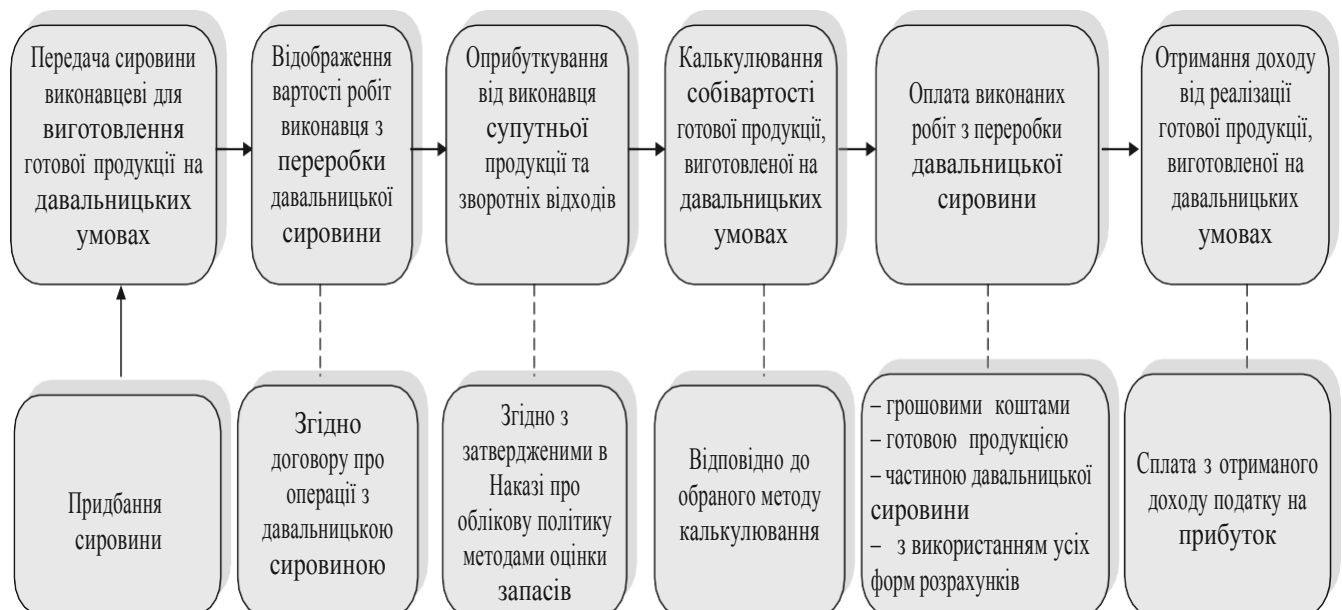 Передача сировини
виконавцеві для
виготовлення
готової продукції на
давальницьких
умовах
Відображення
вартості робіт
виконавця з
переробки
давальницької
сировини
Оприбуткування
від виконавця
супутньої
продукції та
зворотніх відходів
Калькулювання
собівартості
готової продукції,
виготовленої на
давальницьких
умовах
Оплата виконаних
робіт з переробки
давальницької
сировини
Отримання доходу
від реалізації
готової продукції,
виготовленої на
давальницьких
умовах
Придбання
сировини
Згідно
договору про
операції з
давальницькою
сировиною
Згідно з
затвердженими в
Наказі про
облікову політику
методами оцінки
запасів
Відповідно до
обраного методу
калькулювання
– грошовими коштами
– готовою продукцією
– частиною давальницької
сировини
– з використанням усіх
форм розрахунків
Сплата з отриманого
доходу податку на
прибуток